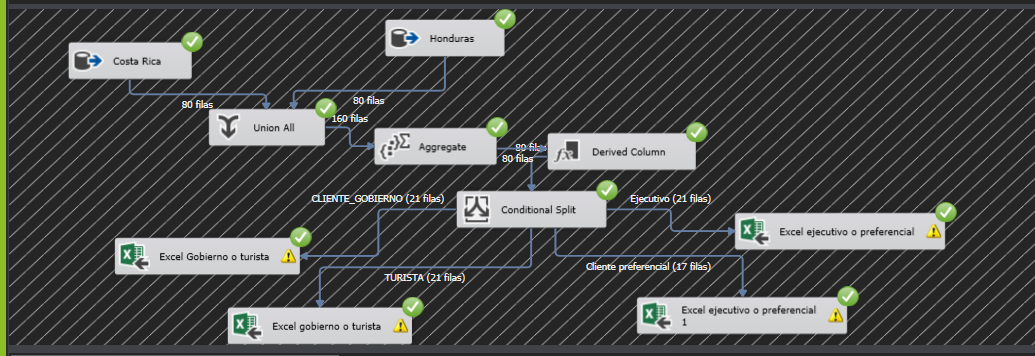 Honduras
Costa Rica
80 filas
80 filas
Union All
160 filas
Aggregate
80 filas
80 filas
fx
Derived Column
CLIENTE_GOBIERNO (21 filas)
Conditional Split
Ejecutivo (21 filas)
Excel ejecutivo o preferencial
Excel Gobierno o turista
Cliente preferencial (17 filas)
TURISTA (21 filas)
Excel ejecutivo o preferencial
1
Excel gobierno o turista